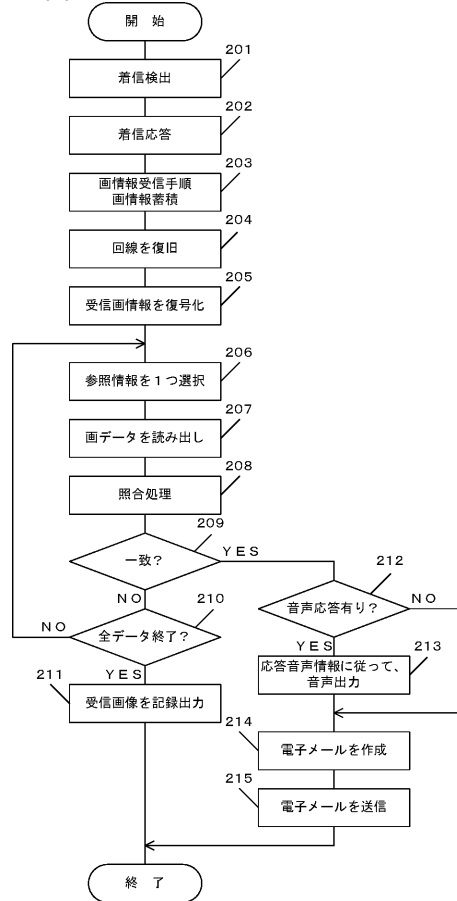 開 始
201
着信検出
202
着信応答
203
画情報受信手順
画情報蓄積
204
回線を復旧
205
受信画情報を復号化
206
参照情報を1つ選択
207
画データを読み出し
208
照合処理
209
一致?
YES
NO
210
全データ終了?
NO
YES
211
受信画像を記録出力
212
音声応答有り?
NO
YES
213
応答音声情報に従って、
音声出力
214
電子メールを作成
215
電子メールを送信
終 了